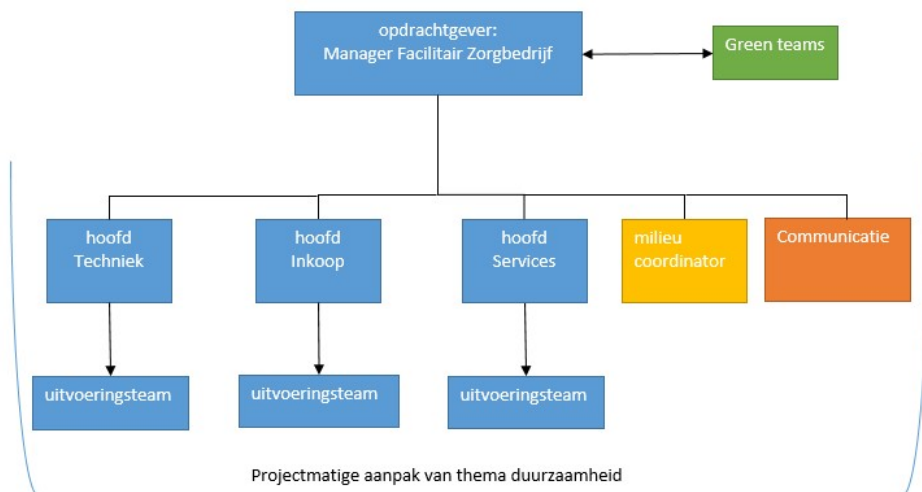 opdrachtgever:
Manager Facilitair Zorgbedrijf
Green teams
hoofd
Techniek
hoofd
Inkoop
hoofd
Services
milieu
coordinator
Communicatie
uitvoeringsteam
uitvoeringsteam
uitvoeringsteam
Projectmatige aanpak van thema duurzaamheid